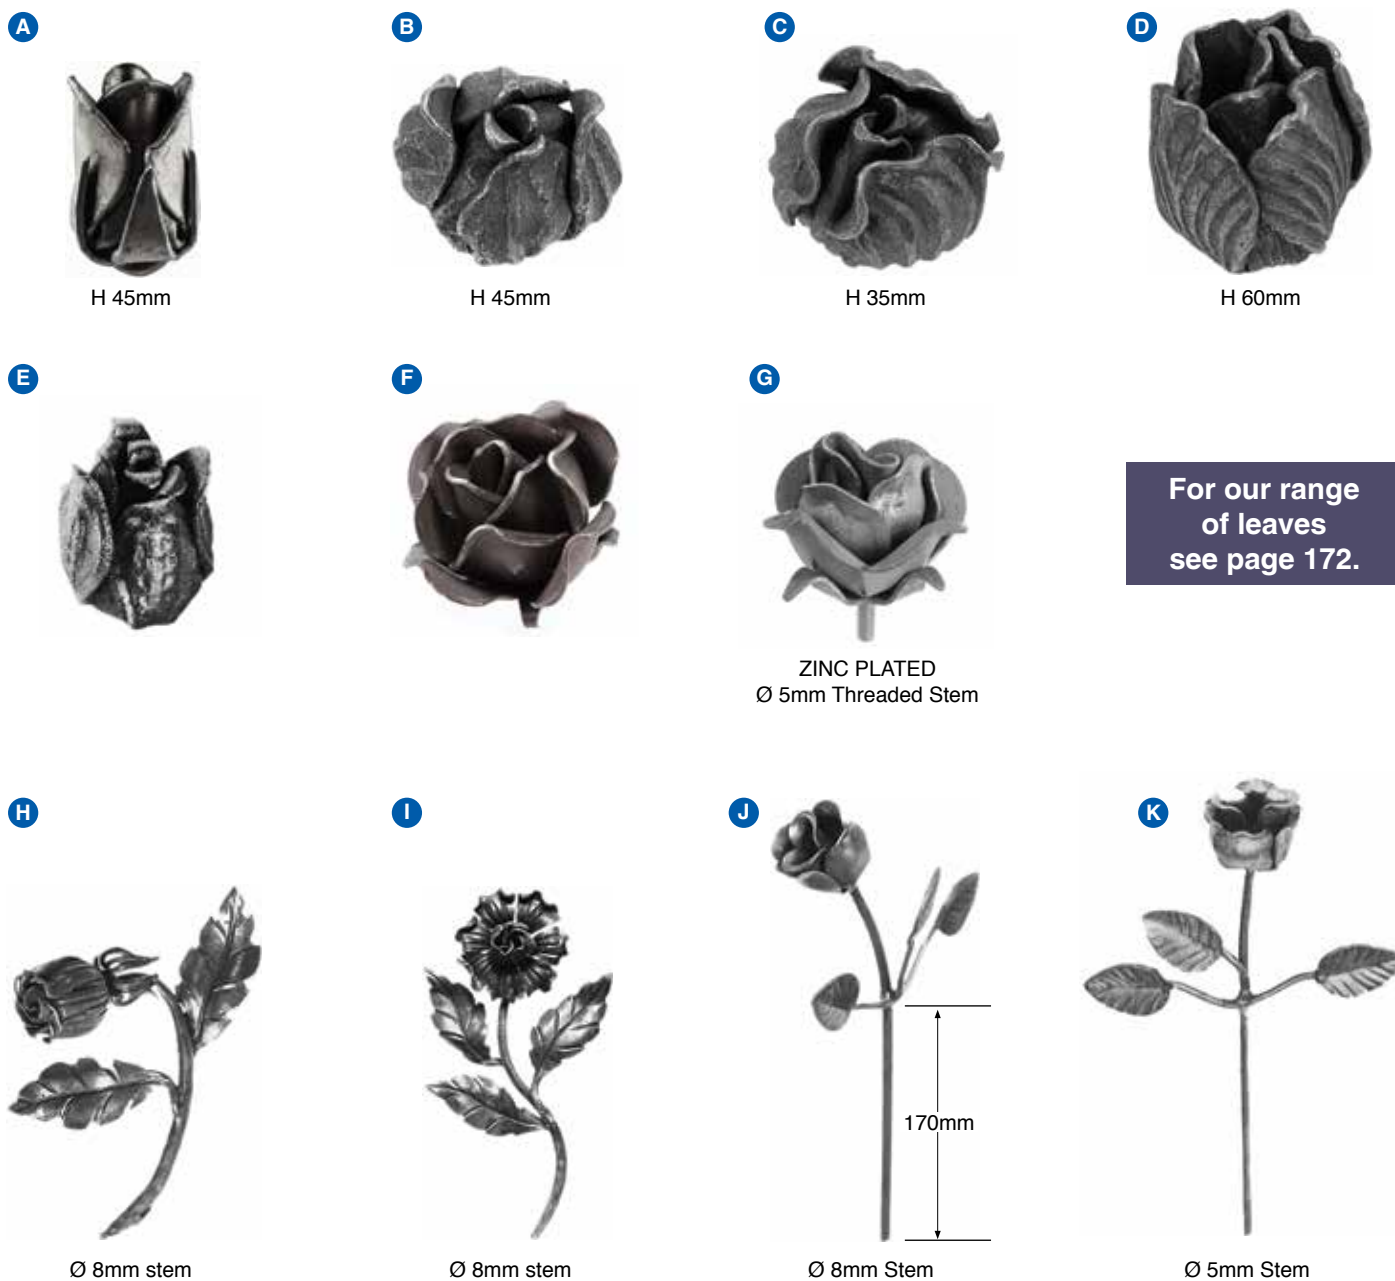 A
B
C
D
H 45mm
H 45mm
H 35mm
H 60mm
E
F
G
For our range
of leaves
see page 172.
ZINC PLATED
Ø 5mm Threaded Stem
H
I
J
K
170mm
Ø 8mm stem
Ø 8mm stem
Ø 8mm Stem
Ø 5mm Stem